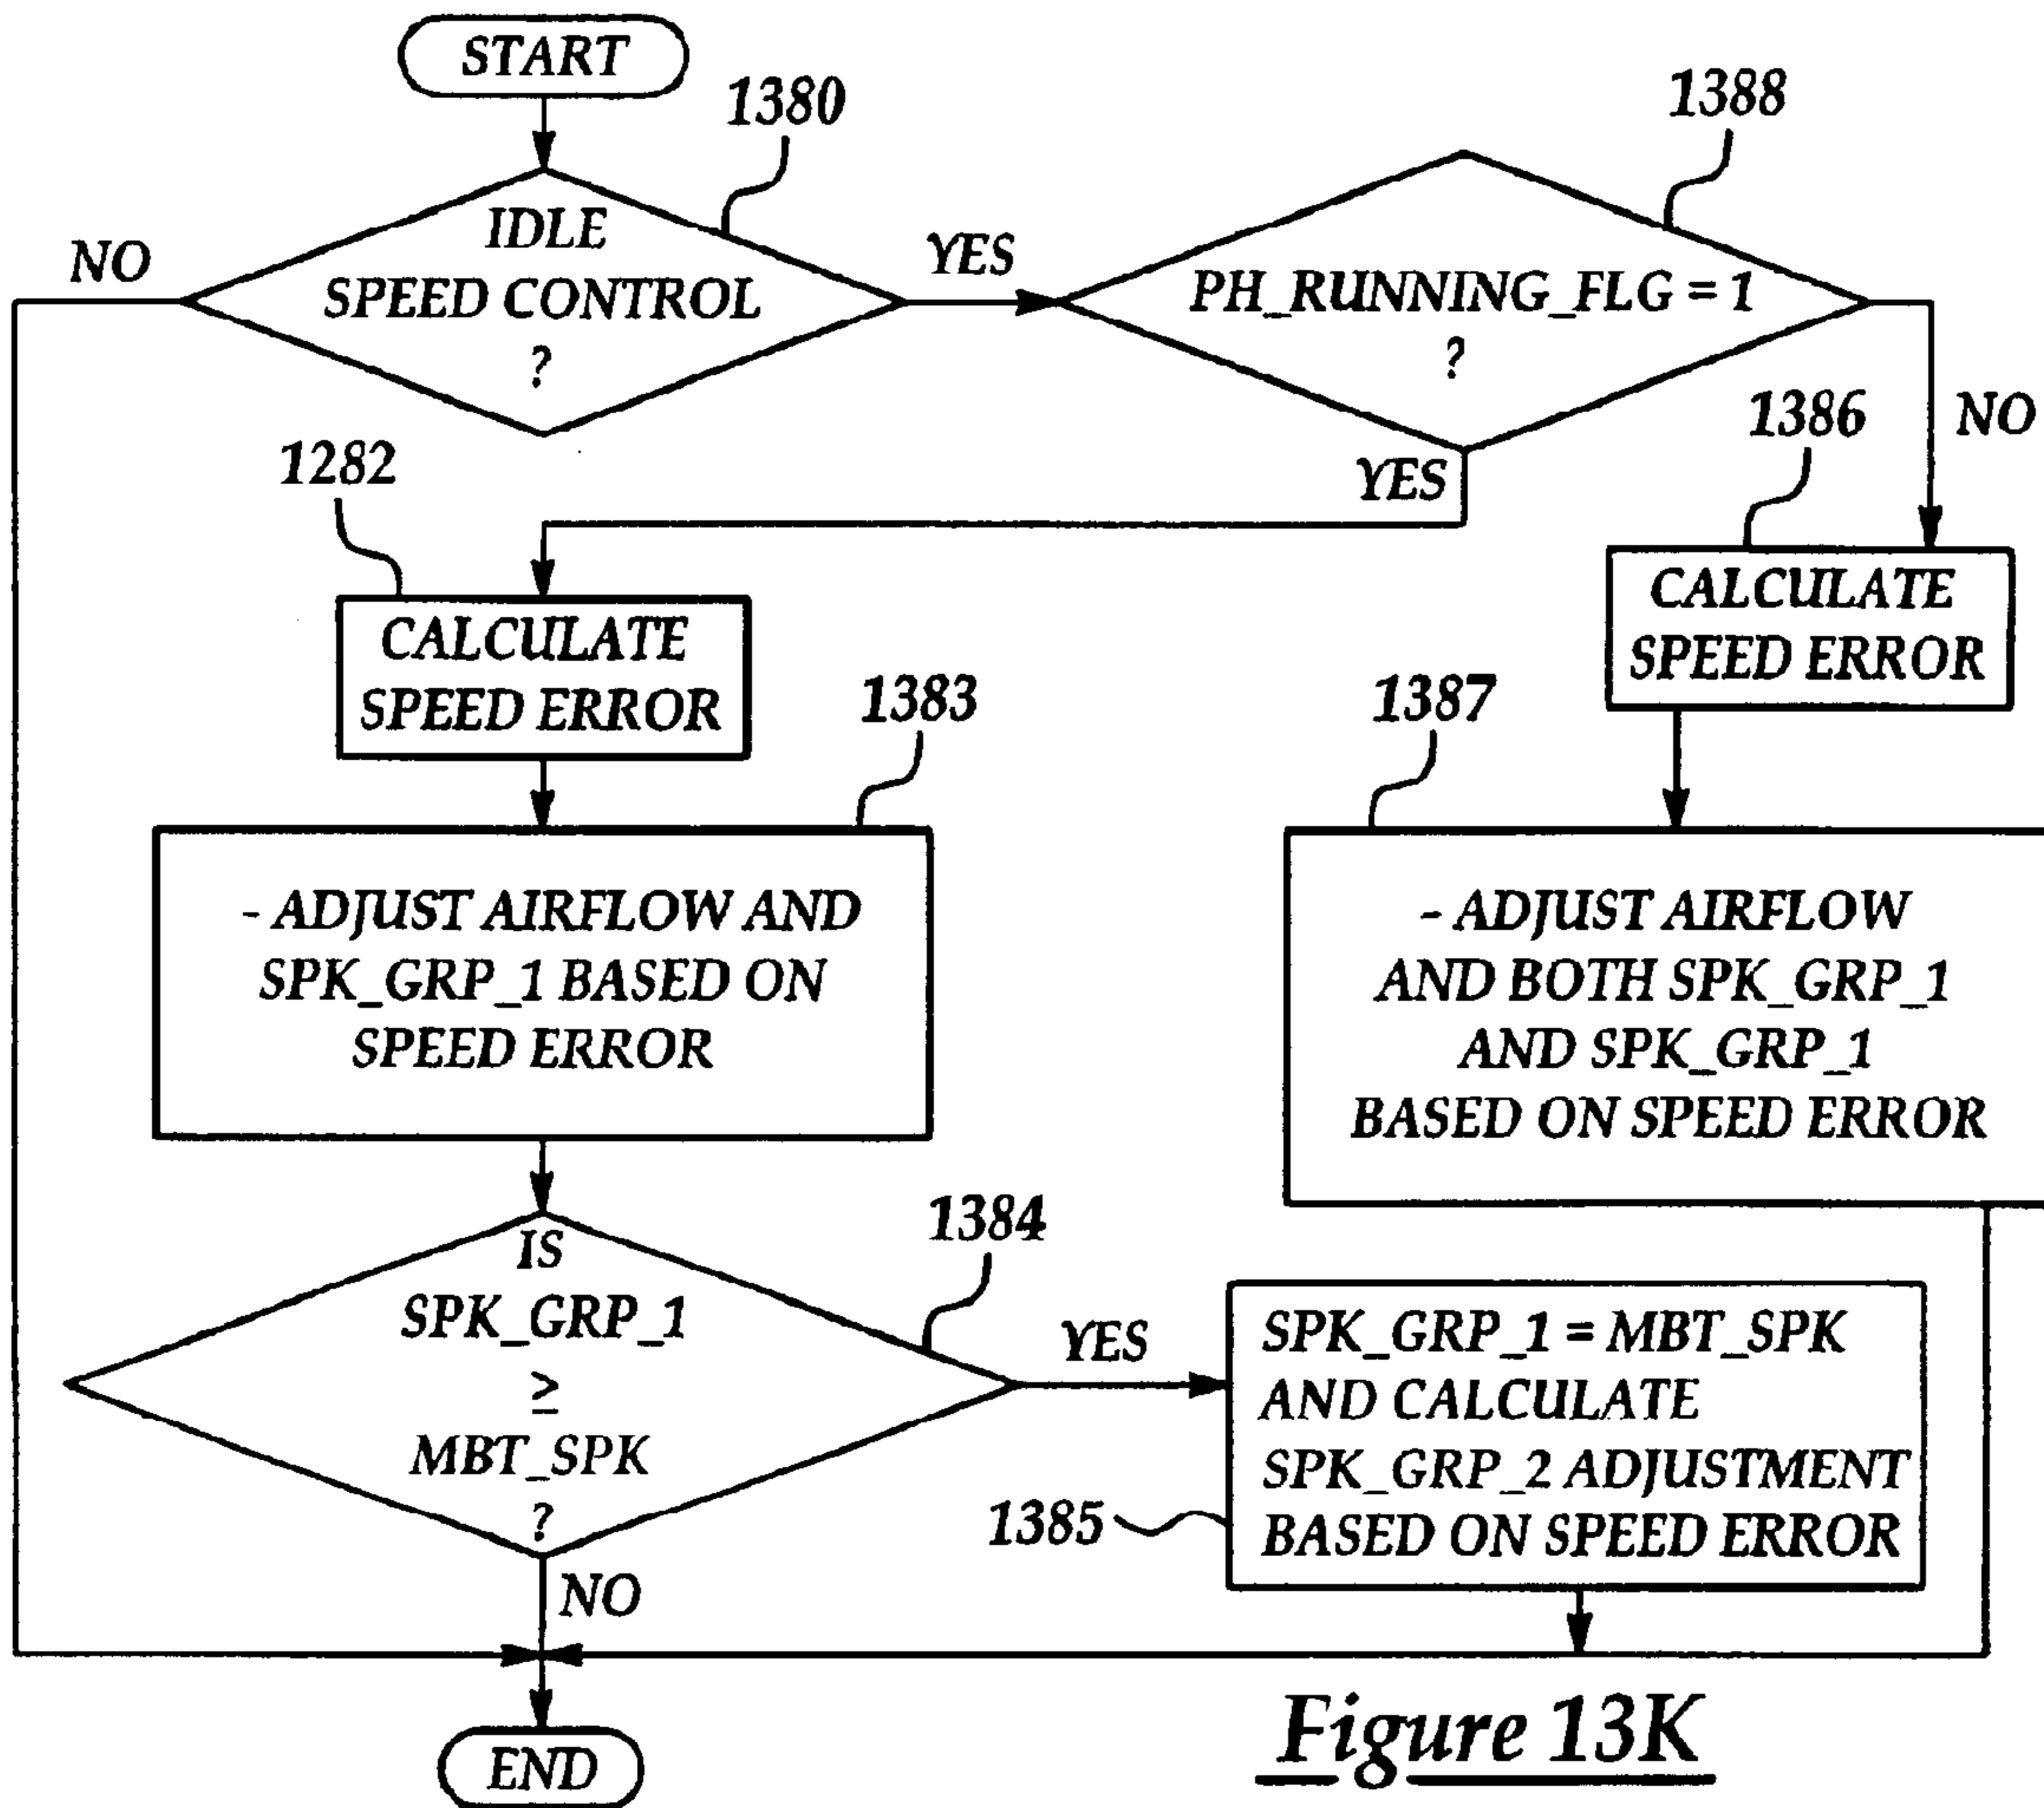 START
1380
1388
IDLE
SPEED CONTROL
?
NO
YES
PH_RUNNING_FLG = 1
?
NO
YES
1282
1386
CALCULATE
SPEED ERROR
CALCULATE
SPEED ERROR
1383
1387
- ADJUST AIRFLOW AND
SPK_GRP_1 BASED ON
SPEED ERROR
- ADJUST AIRFLOW
AND BOTH SPK_GRP_1
AND SPK_GRP_1
BASED ON SPEED ERROR
1384
IS
SPK_GRP_1
≥
MBT_SPK
?
YES
NO
SPK_GRP_1 = MBT_SPK
AND CALCULATE
SPK_GRP_2 ADJUSTMENT
BASED ON SPEED ERROR
1385
END
Figure 13K